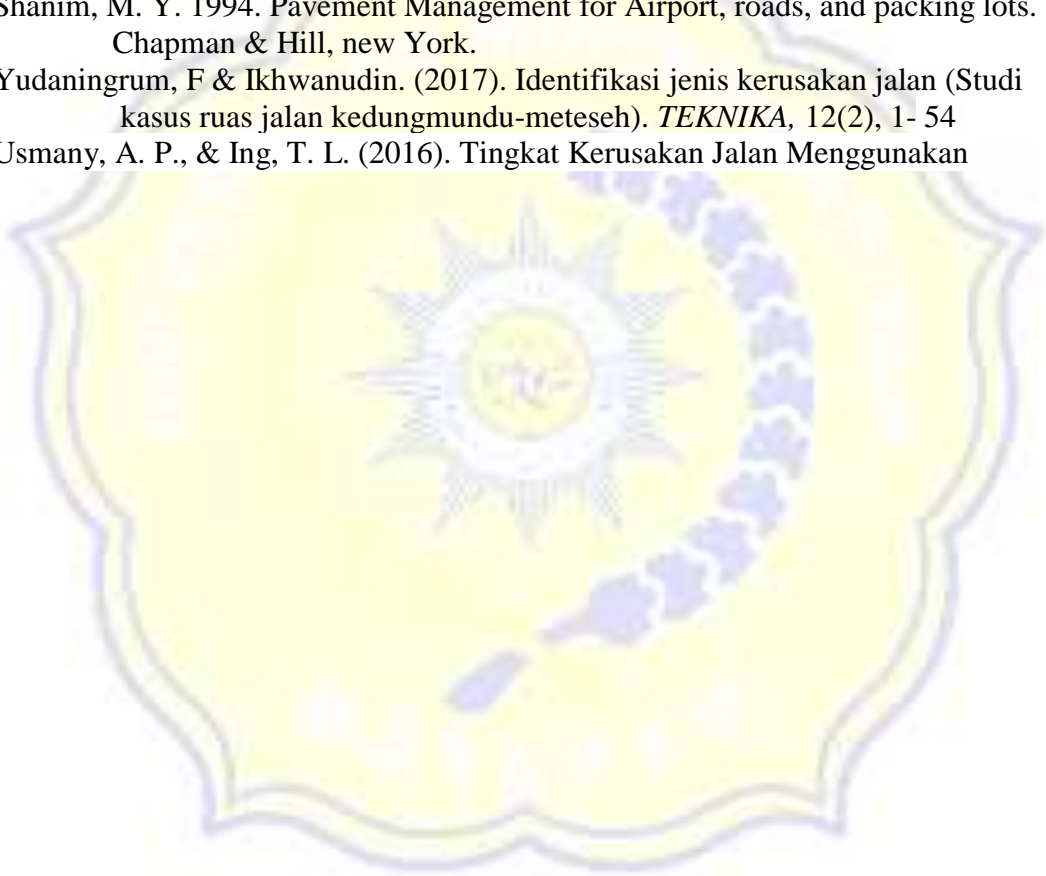 Shahin, M. Y. 1994. Pavement Management for Airport, roads, and packing lots.
Chapman & Hill, new York.
Yudaningrum, F & Ikhwanudin. (2017). Identifikasi jenis kerusakan jalan (Studi
kasus ruas jalan kedungmundu-meteseh). TEKNIKA, 12(2), 1- 54
Usmany, A. P., & Ing, T. L. (2016). Tingkat Kerusakan Jalan Menggunakan